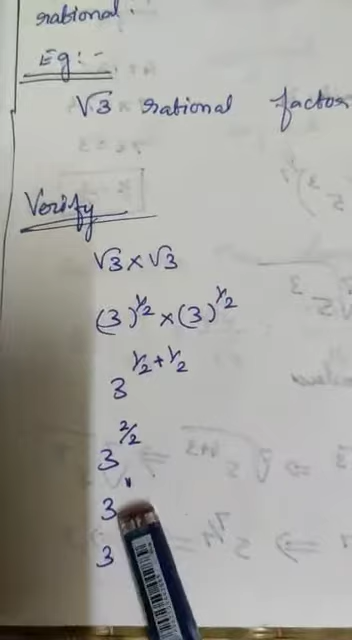 rational.
Eg:-
√3 rational factor
Verify
√3 × √3
(3)^1/2 × (3)^1/2
3^1/2 + 1/2
3^2/2
3
3